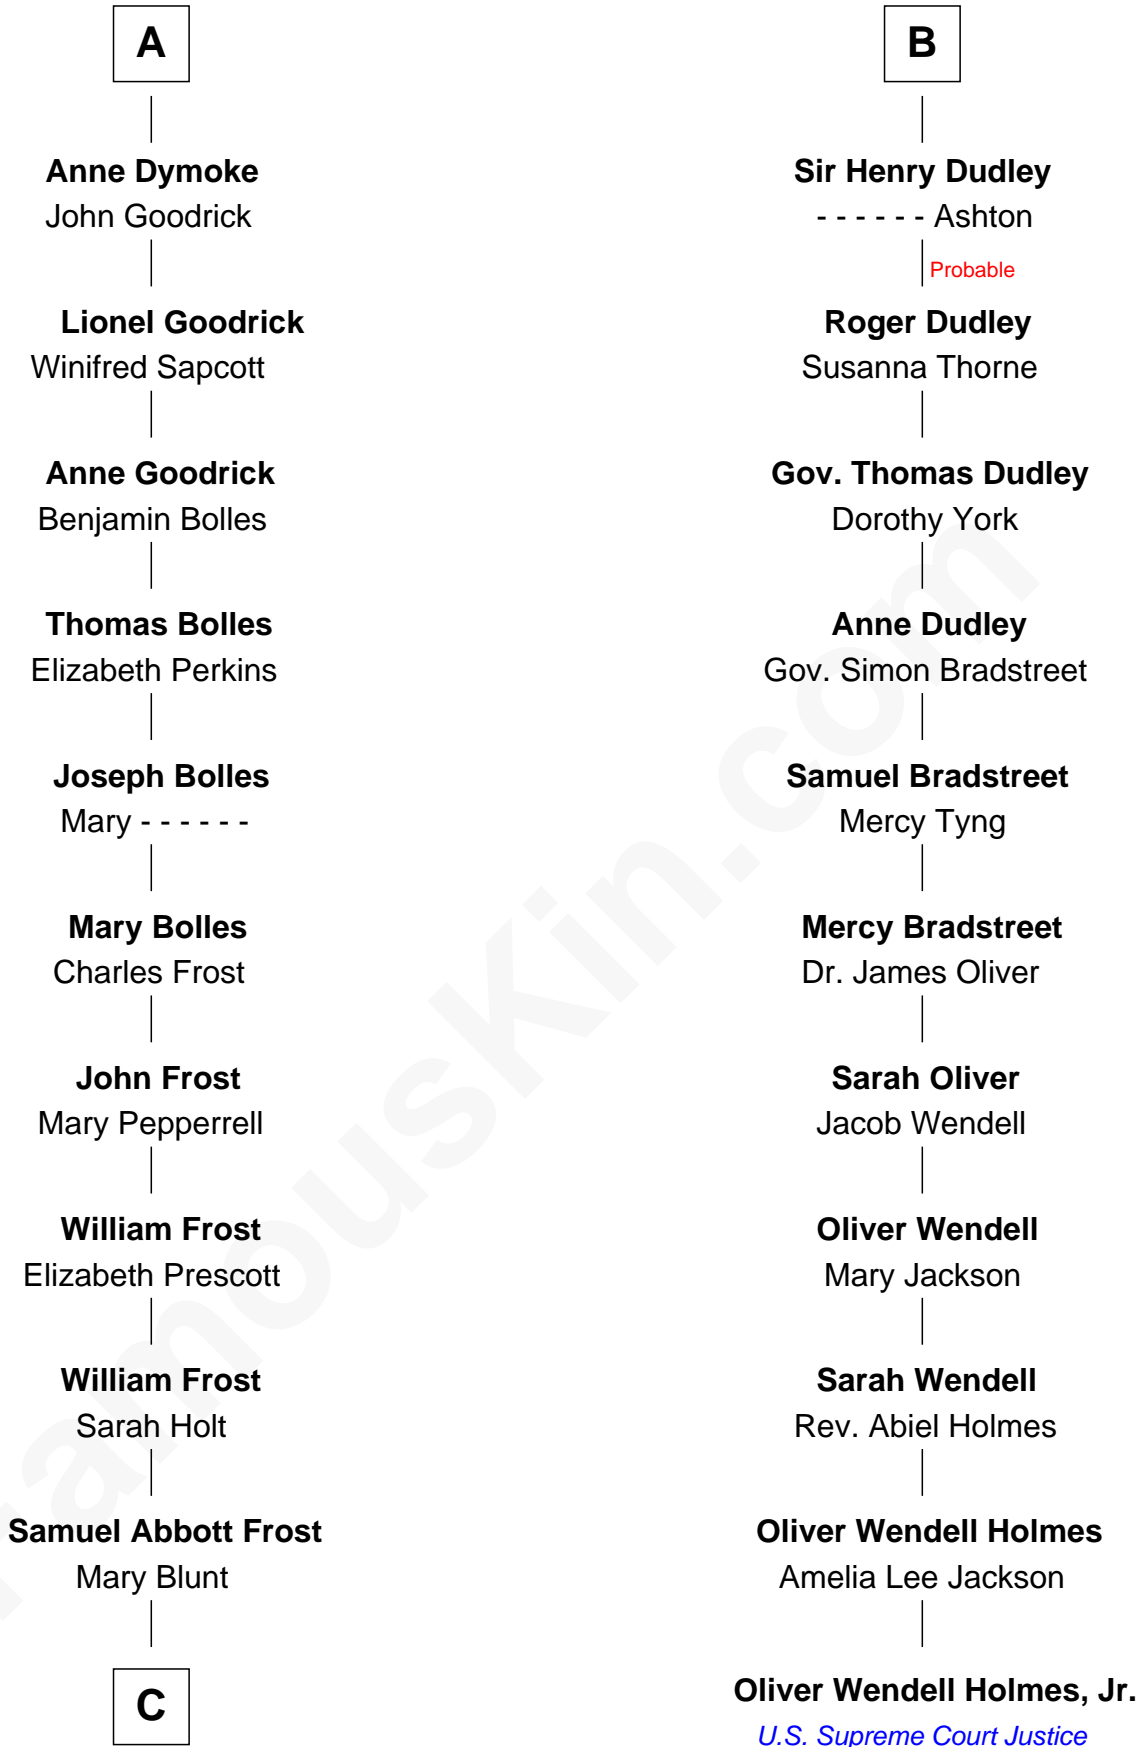 A
Anne Dymoke
John Goodrick
Lionel Goodrick
Winifred Sapcott
Anne Goodrick
Benjamin Bolles
Thomas Bolles
Elizabeth Perkins
Joseph Bolles
Mary - - - - - -
Mary Bolles
Charles Frost
John Frost
Mary Pepperrell
William Frost
Elizabeth Prescott
William Frost
Sarah Holt
Samuel Abbott Frost
Mary Blunt
C
B
Sir Henry Dudley
- - - - - - Ashton
Probable
Roger Dudley
Susanna Thorne
Gov. Thomas Dudley
Dorothy York
Anne Dudley
Gov. Simon Bradstreet
Samuel Bradstreet
Mercy Tyng
Mercy Bradstreet
Dr. James Oliver
Sarah Oliver
Jacob Wendell
Oliver Wendell
Mary Jackson
Sarah Wendell
Rev. Abiel Holmes
Oliver Wendell Holmes
Amelia Lee Jackson
Oliver Wendell Holmes, Jr.
U.S. Supreme Court Justice
FamousKin.com